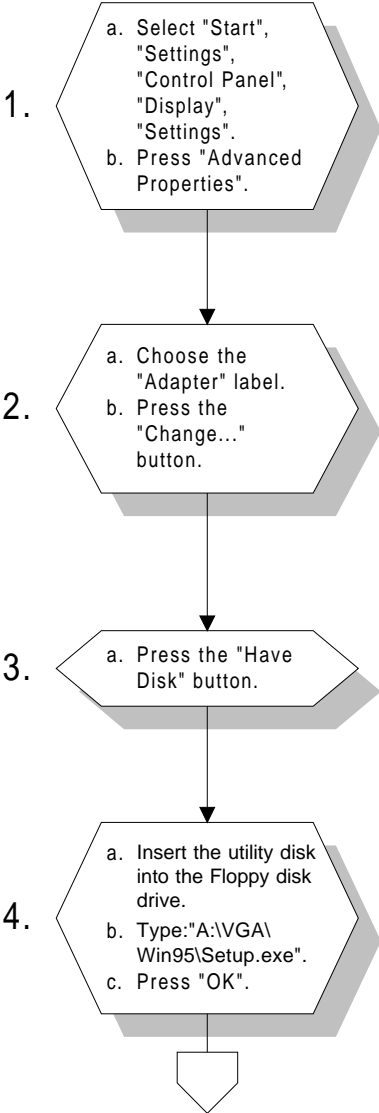 1.
a. Select "Start",
"Settings",
"Control Panel",
"Display",
"Settings".
b. Press "Advanced
Properties".
2.
a. Choose the
"Adapter" label.
b. Press the
"Change..."
button.
3.
a. Press the "Have
Disk" button.
4.
a. Insert the utility disk
into the Floppy disk
drive.
b. Type:"A:\VGA\
Win95\Setup.exe".
c. Press "OK".